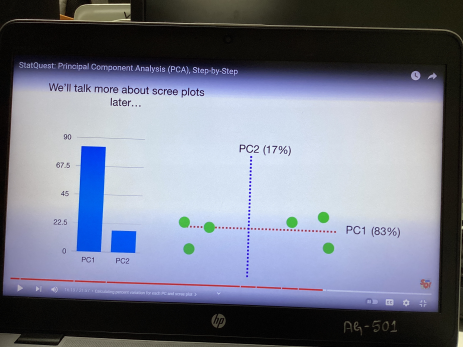 StatQuest: Principal Component Analysis (PCA), Step-by-Step
We'll talk more about scree plots
later...
90
67.5
45
22.5
0
PC1
PC2
PC2 (17%)
PC1 (83%)
hp
AG-501